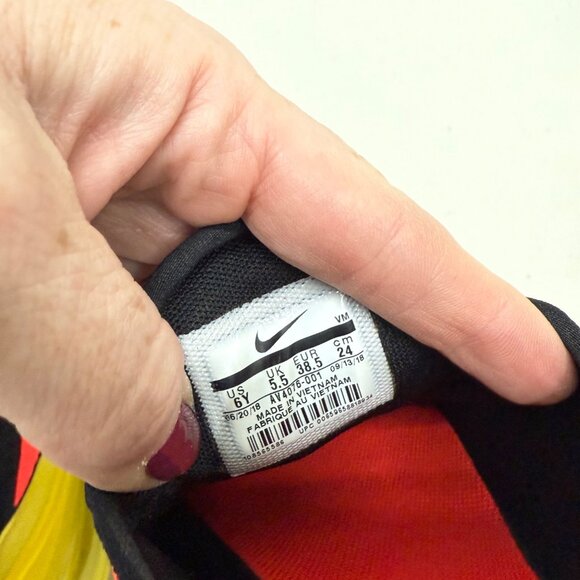 VM
US UK EUR cm
6Y 5.5 38.5 24
06/20/18 AV4076-001 09/13/18
MADE IN VIETNAM
FABRIQUE AU VIETNAM
UPC